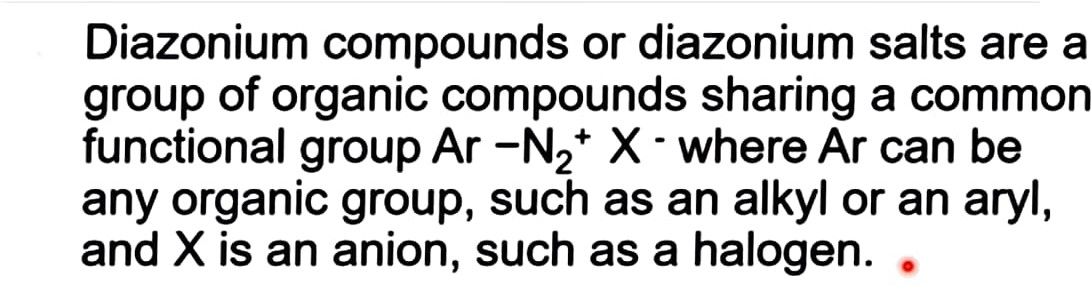 Diazonium compounds or diazonium salts are a
group of organic compounds sharing a common
functional group Ar –N₂⁺ X ⁻ where Ar can be
any organic group, such as an alkyl or an aryl,
and X is an anion, such as a halogen.